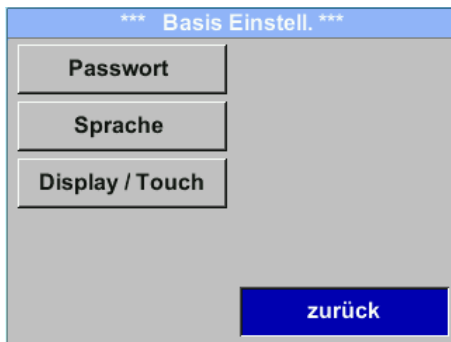 *** Basis Einstell. ***
Passwort
Sprache
Display / Touch
zurück